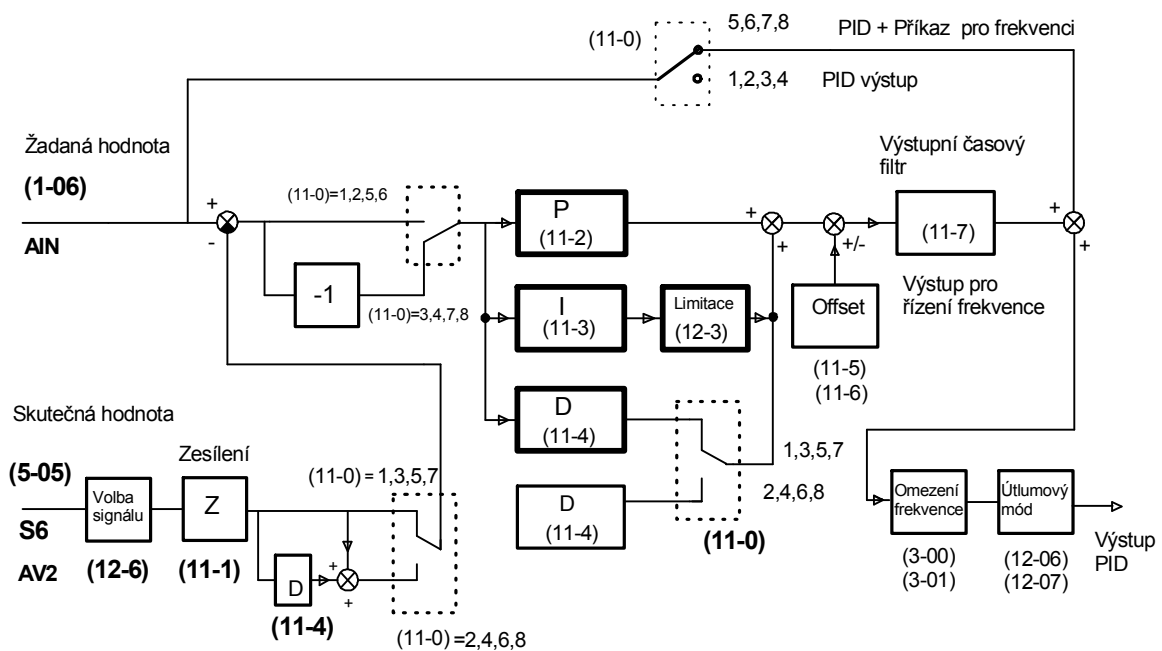 (11-0)
5,6,7,8
PID + Příkaz pro frekvenci
1,2,3,4
PID výstup
Žadaná hodnota
(1-06)
AIN
+
-
(11-0)=1,2,5,6
-1
(11-0)=3,4,7,8
P
(11-2)
I
(11-3)
Limitace
(12-3)
D
(11-4)
D
(11-4)
1,3,5,7
2,4,6,8
(11-0)
+
+
+/-
Offset
(11-5)
(11-6)
Výstupní časový
filtr
(11-7)
Výstup pro
řízení frekvence
+
+
Skutečná hodnota
(5-05)
S6
AV2
Volba
signálu
(12-6)
Zesílení
Z
(11-1)
D
(11-4)
+
+
(11-0) = 1,3,5,7
(11-0) =2,4,6,8
Omezení
frekvence
(3-00)
(3-01)
Útlumový
mód
(12-06)
(12-07)
Výstup
PID